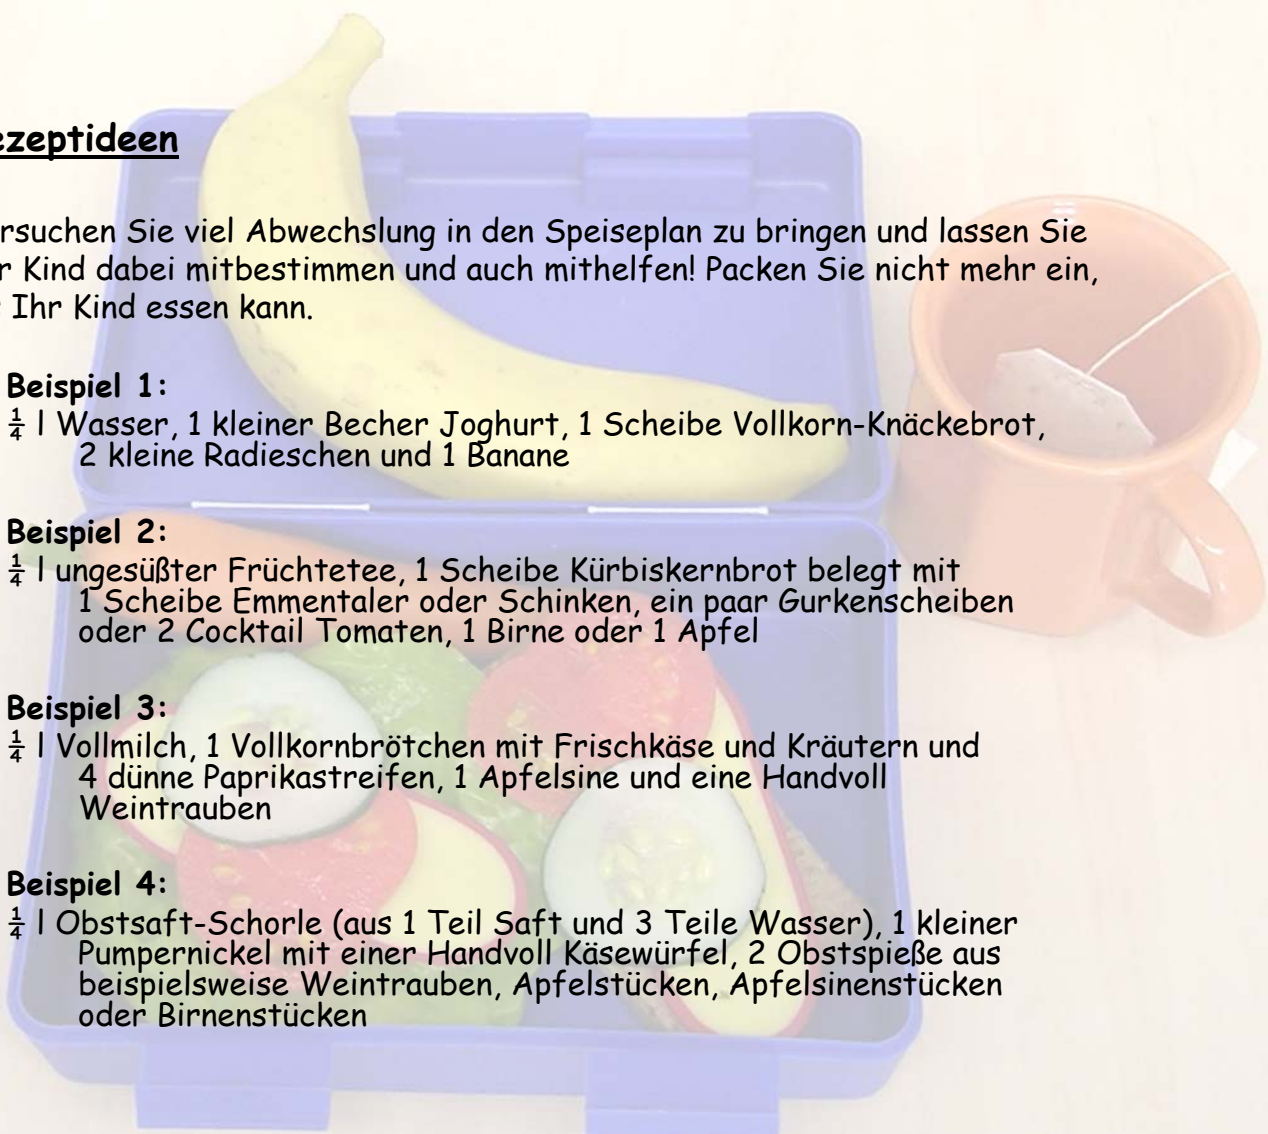 ezeptideen
rsuchen Sie viel Abwechslung in den Speiseplan zu bringen und lassen Sie
r Kind dabei mitbestimmen und auch mithelfen! Packen Sie nicht mehr ein,
Ihr Kind essen kann.
Beispiel 1:
¼ l Wasser, 1 kleiner Becher Joghurt, 1 Scheibe Vollkorn-Knäckebrot,
2 kleine Radieschen und 1 Banane
Beispiel 2:
¼ l ungesüßter Früchtetee, 1 Scheibe Kürbiskernbrot belegt mit
1 Scheibe Emmentaler oder Schinken, ein paar Gurkenscheiben
oder 2 Cocktail Tomaten, 1 Birne oder 1 Apfel
Beispiel 3:
¼ l Vollmilch, 1 Vollkornbrötchen mit Frischkäse und Kräutern und
4 dünne Paprikastreifen, 1 Apfelsine und eine Handvoll
Weintrauben
Beispiel 4:
¼ l Obstsaft-Schorle (aus 1 Teil Saft und 3 Teile Wasser), 1 kleiner
Pumpernickel mit einer Handvoll Käsewürfel, 2 Obstspieße aus
beispielsweise Weintrauben, Apfelstücken, Apfelsinenstücken
oder Birnenstücken